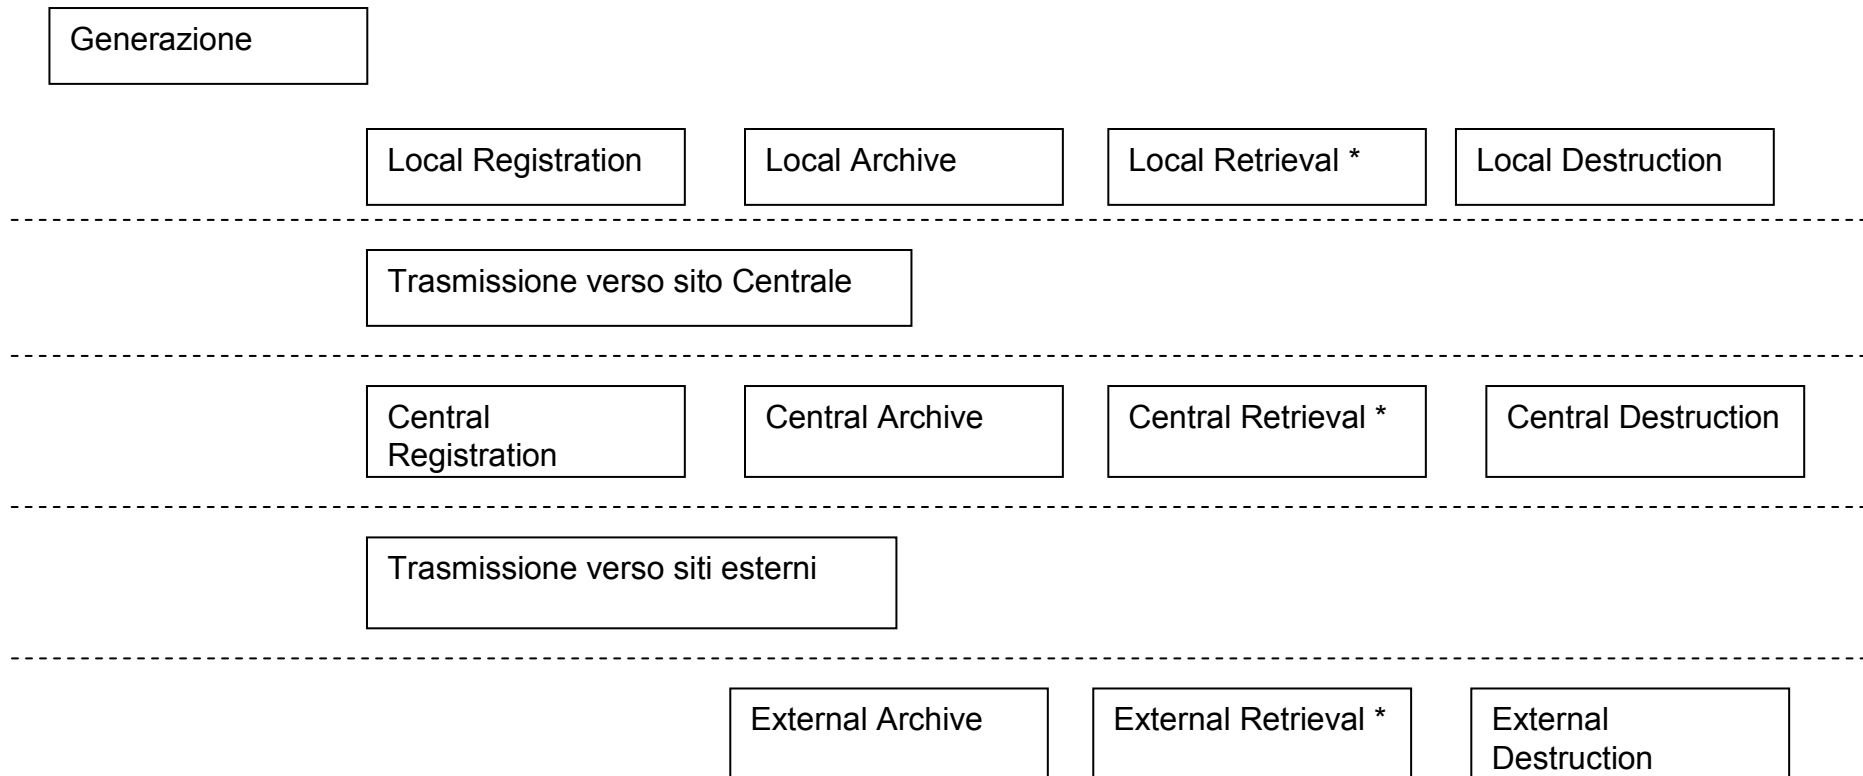 Generazione
Local Registration
Local Archive
Local Retrieval *
Local Destruction
Trasmissione verso sito Centrale
Central
Registration
Central Archive
Central Retrieval *
Central Destruction
Trasmissione verso siti esterni
External Archive
External Retrieval *
External
Destruction